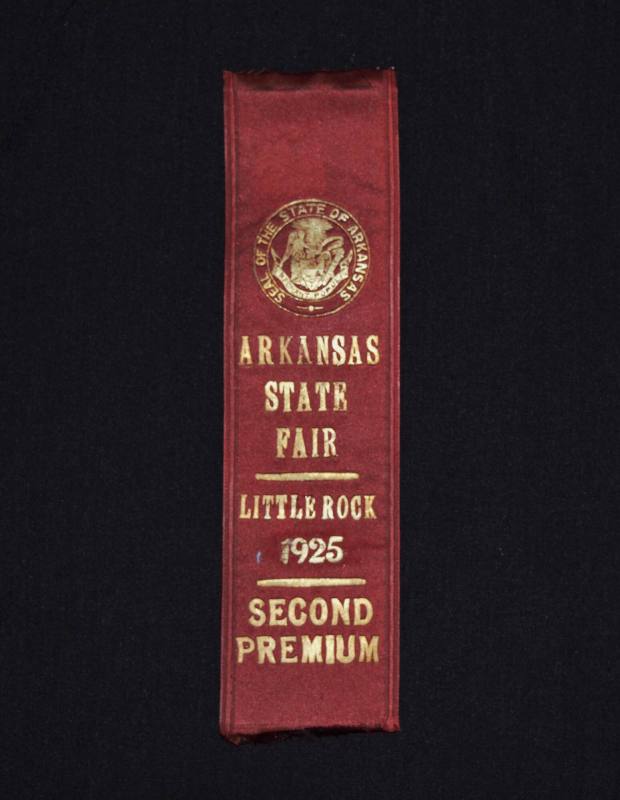 SEAL OF THE STATE OF ARKANSAS
ARKANSAS
STATE
FAIR
LITTLE ROCK
1925
SECOND
PREMIUM